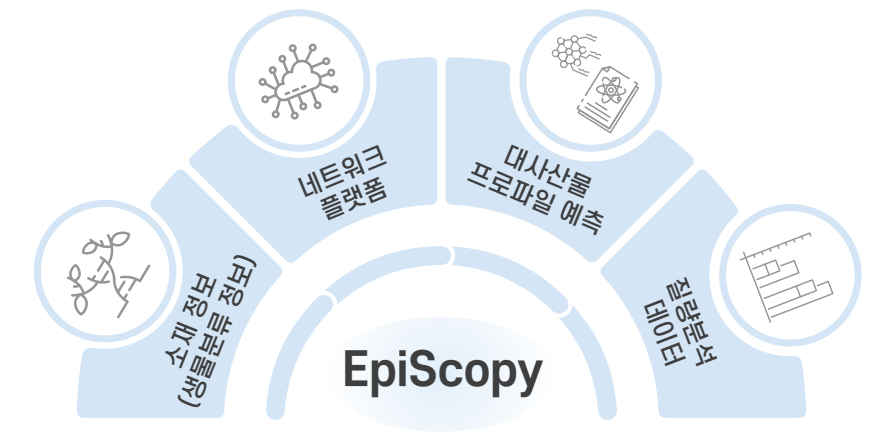 소재 정보
(생물분류 정보)
네트워크
플랫폼
대사산물
프로파일 예측
질량분석
데이터
EpiScopy